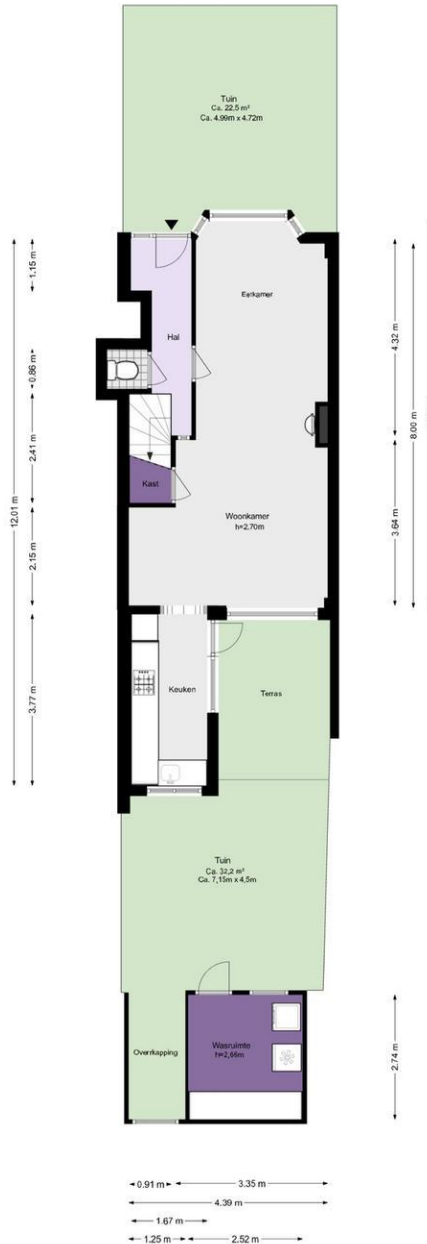 Tuin
Ca. 22,5 m²
Ca. 4.99m x 4.72m
Eetkamer
Hal
Kast
Woonkamer
h=2.70m
Keuken
Terras
Tuin
Ca. 32,2 m²
Ca. 7,15m x 4,5m
Overrkapping
Wasruimte
h=2,66m
12.01 m
1.15 m
0.86 m
2.41 m
2.15 m
3.77 m
4.32 m
3.64 m
8.00 m
2.74 m
0.91 m
3.35 m
4.39 m
1.67 m
1.25 m
2.52 m